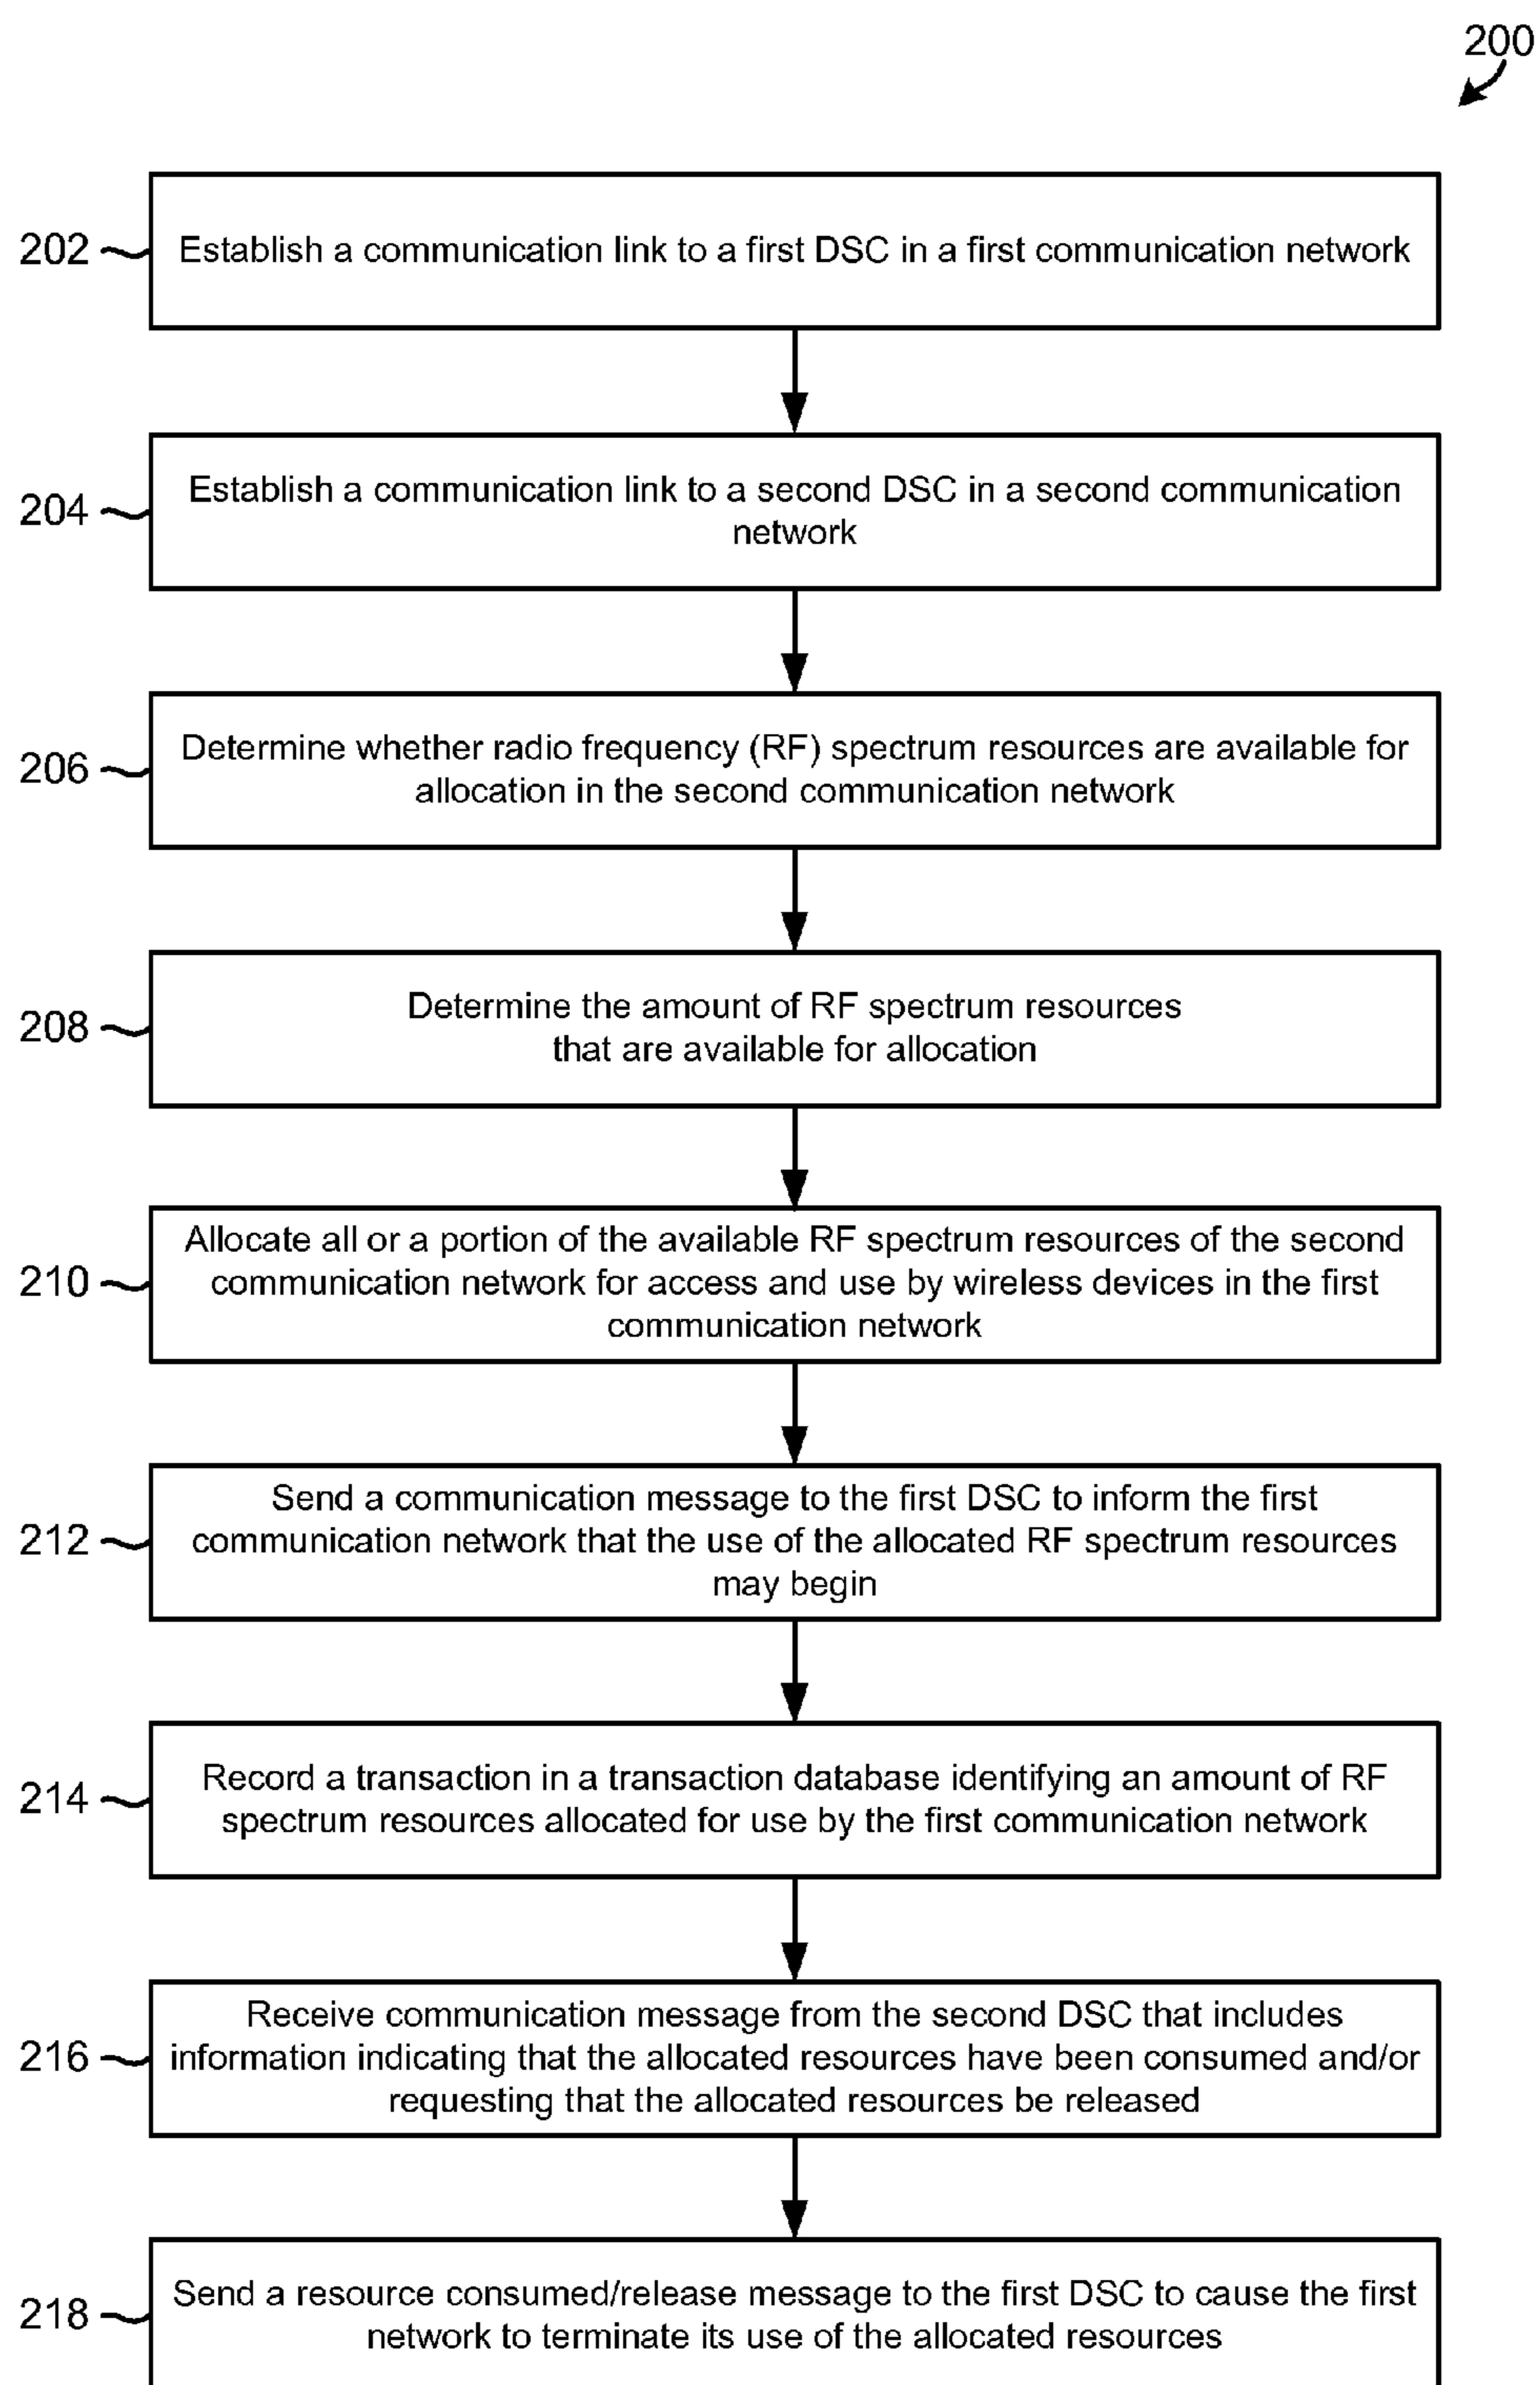 200
202
Establish a communication link to a first DSC in a first communication network
204
Establish a communication link to a second DSC in a second communication
network
206
Determine whether radio frequency (RF) spectrum resources are available for
allocation in the second communication network
208
Determine the amount of RF spectrum resources
that are available for allocation
210
Allocate all or a portion of the available RF spectrum resources of the second
communication network for access and use by wireless devices in the first
communication network
212
Send a communication message to the first DSC to inform the first
communication network that the use of the allocated RF spectrum resources
may begin
214
Record a transaction in a transaction database identifying an amount of RF
spectrum resources allocated for use by the first communication network
216
Receive communication message from the second DSC that includes
information indicating that the allocated resources have been consumed and/or
requesting that the allocated resources be released
218
Send a resource consumed/release message to the first DSC to cause the first
network to terminate its use of the allocated resources